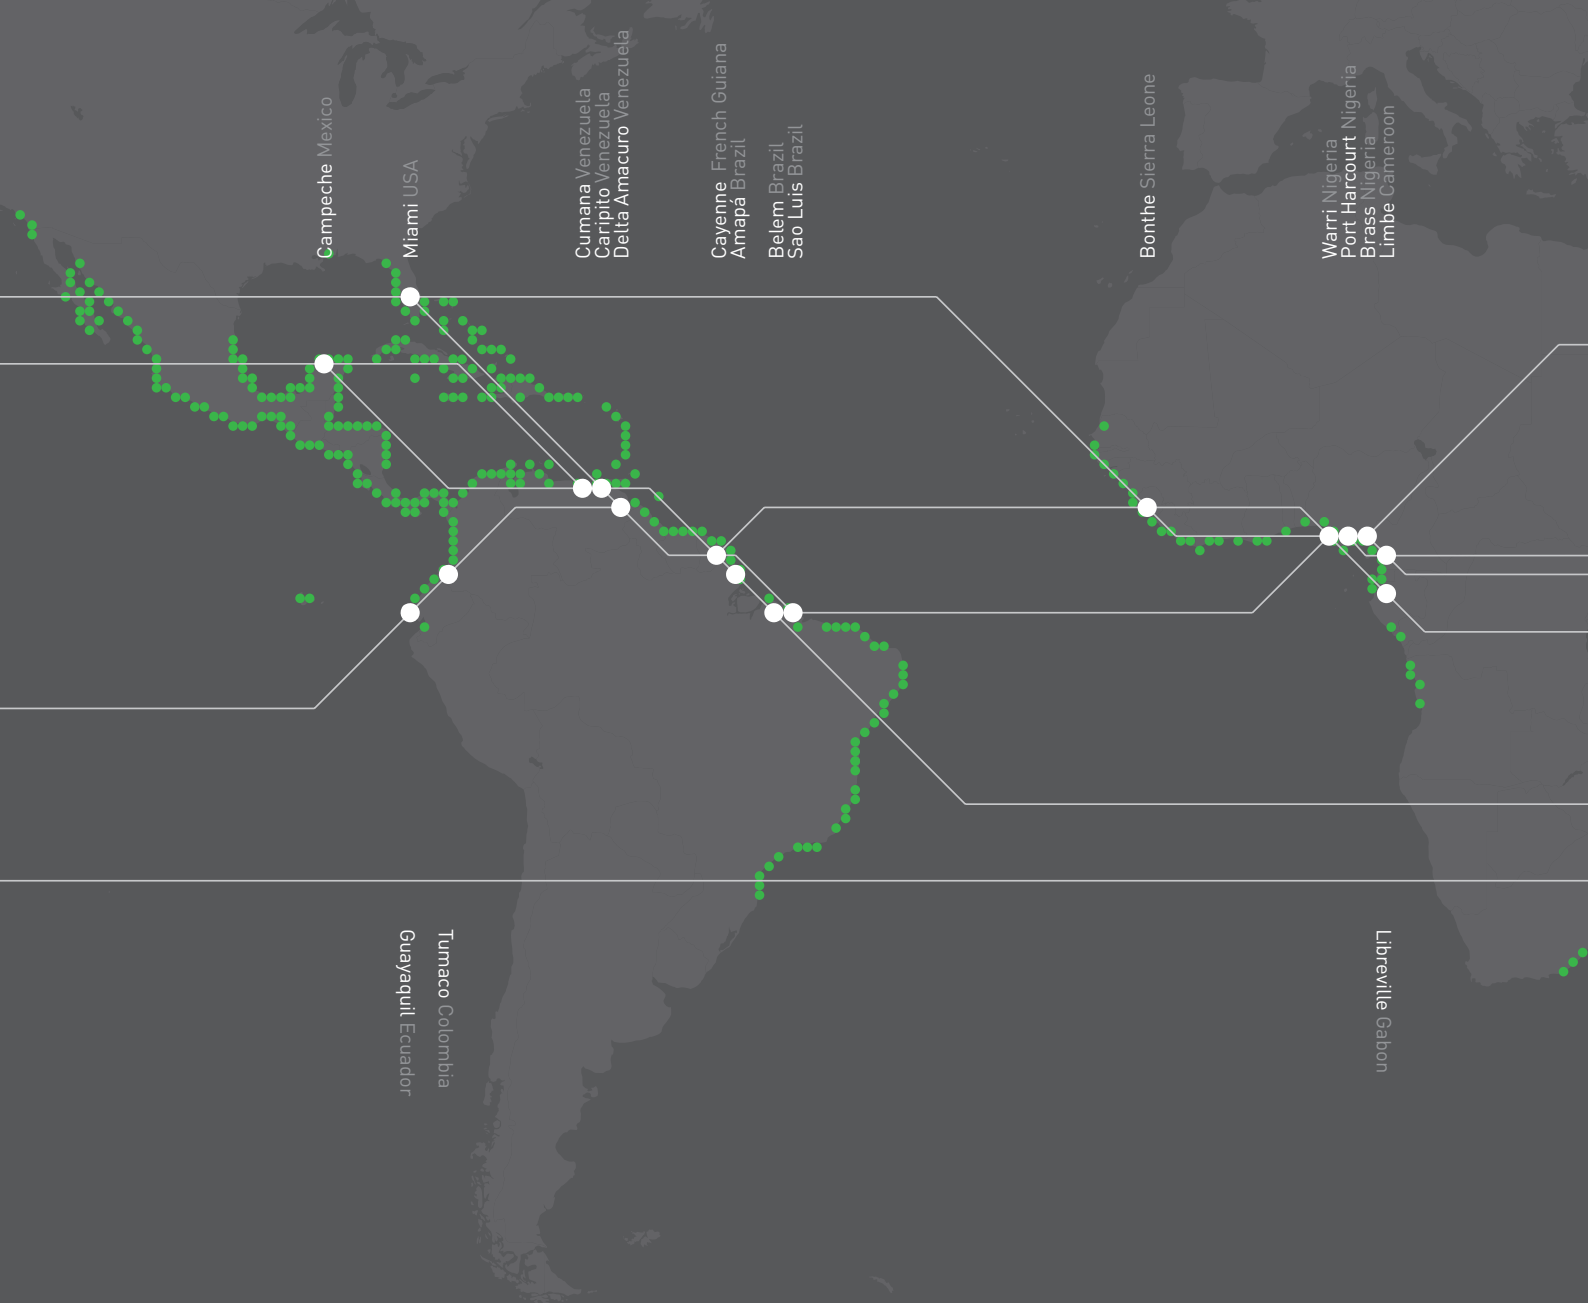 Campeche Mexico
Miami USA
Cumana Venezuela
Caripito Venezuela
Delta Amacuro Venezuela
Cayenne French Guiana
Amapá Brazil
Belem Brazil
Sao Luis Brazil
Bonthe Sierra Leone
Warri Nigeria
Port Harcourt Nigeria
Brass Nigeria
Limbe Cameroon
Guayaquil Ecuador
Tumaco Colombia
Libreville Gabon